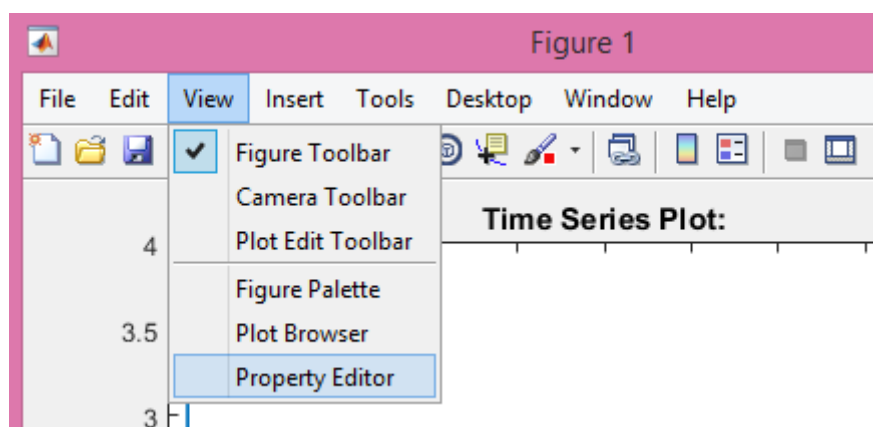 Figure 1
File Edit View Insert Tools Desktop Window Help
Figure Toolbar
Camera Toolbar
Plot Edit Toolbar
Figure Palette
Plot Browser
Property Editor
Time Series Plot:
4
3.5
3